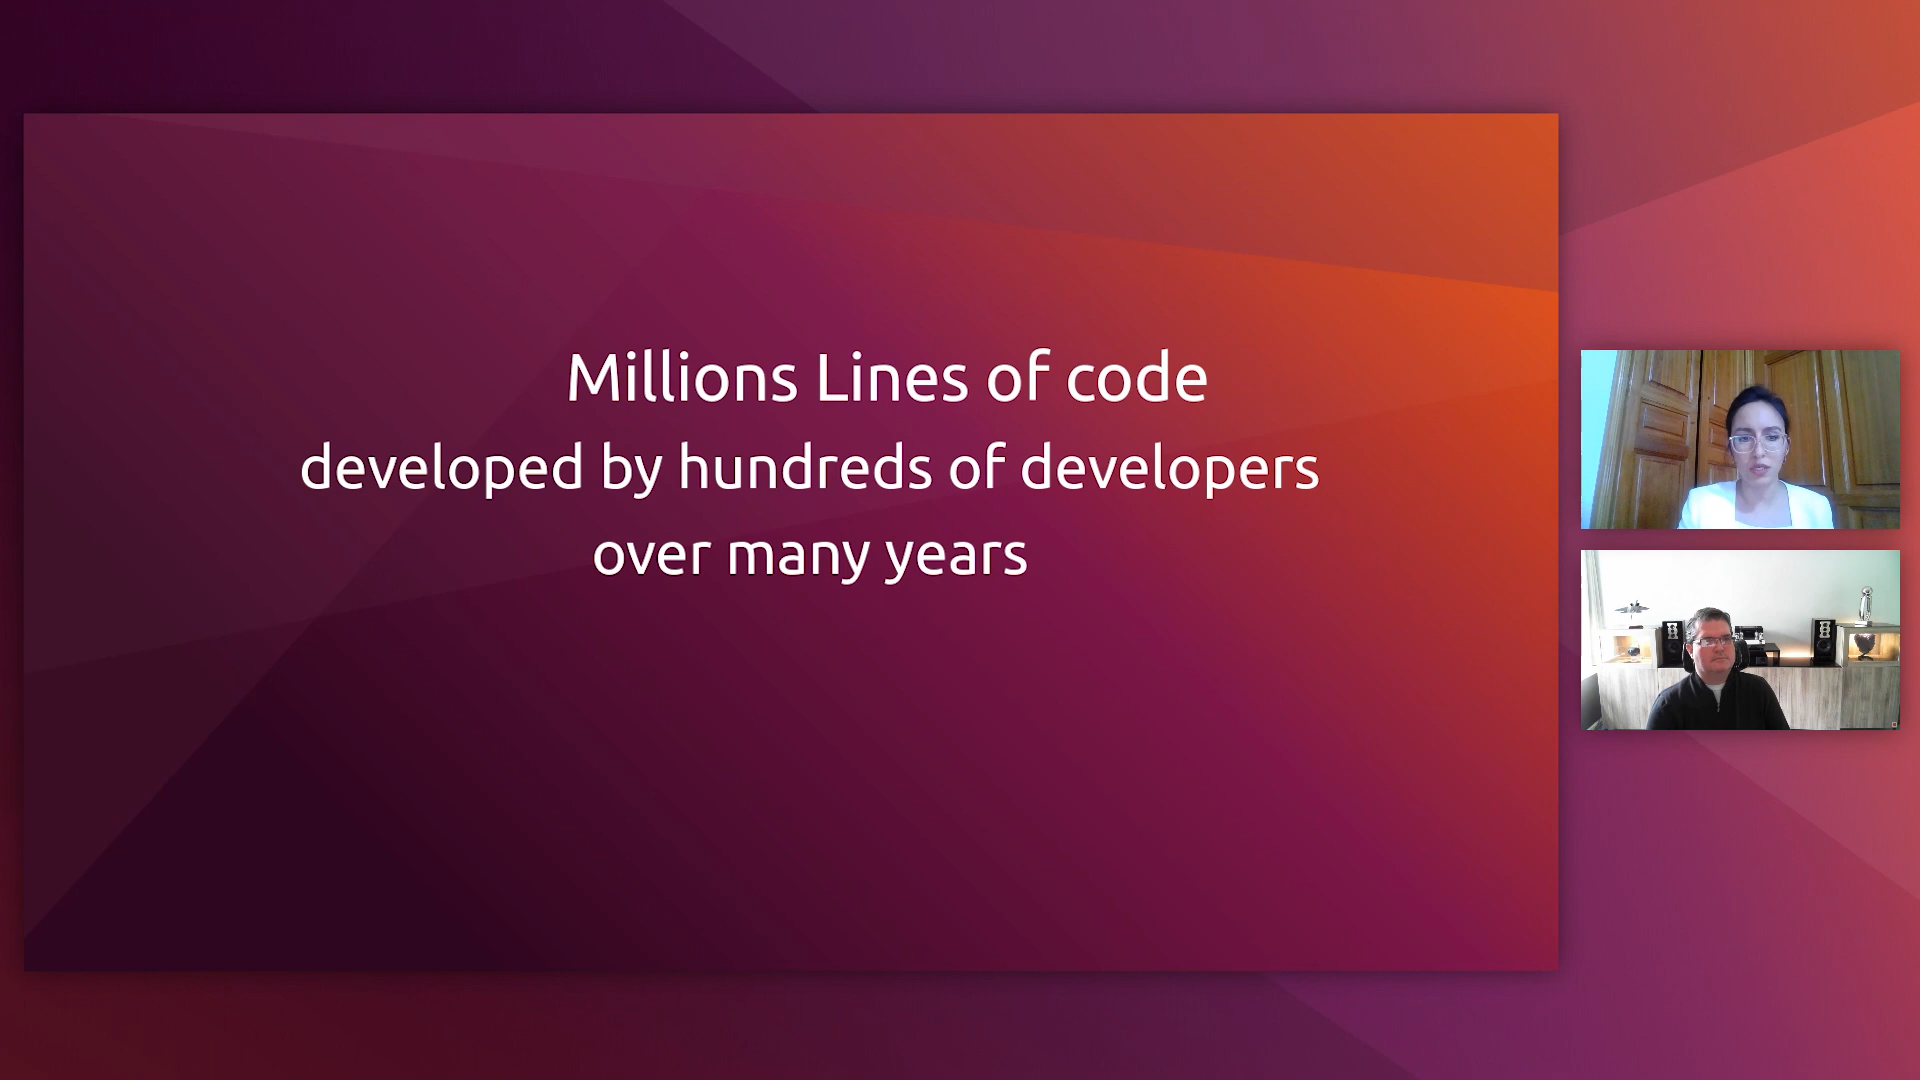 Millions Lines of code
developed by hundreds of developers
over many years